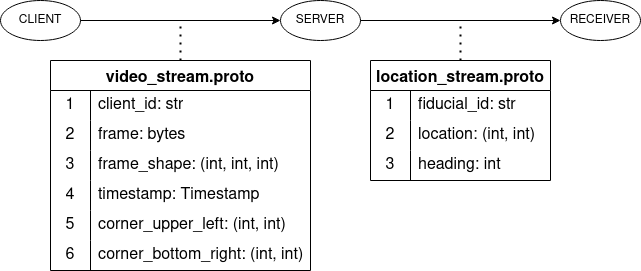 CLIENT
SERVER
RECEIVER
video_stream.proto
1 client_id: str
2 frame: bytes
3 frame_shape: (int, int, int)
4 timestamp: Timestamp
5 corner_upper_left: (int, int)
6 corner_bottom_right: (int, int)
location_stream.proto
1 fiducial_id: str
2 location: (int, int)
3 heading: int